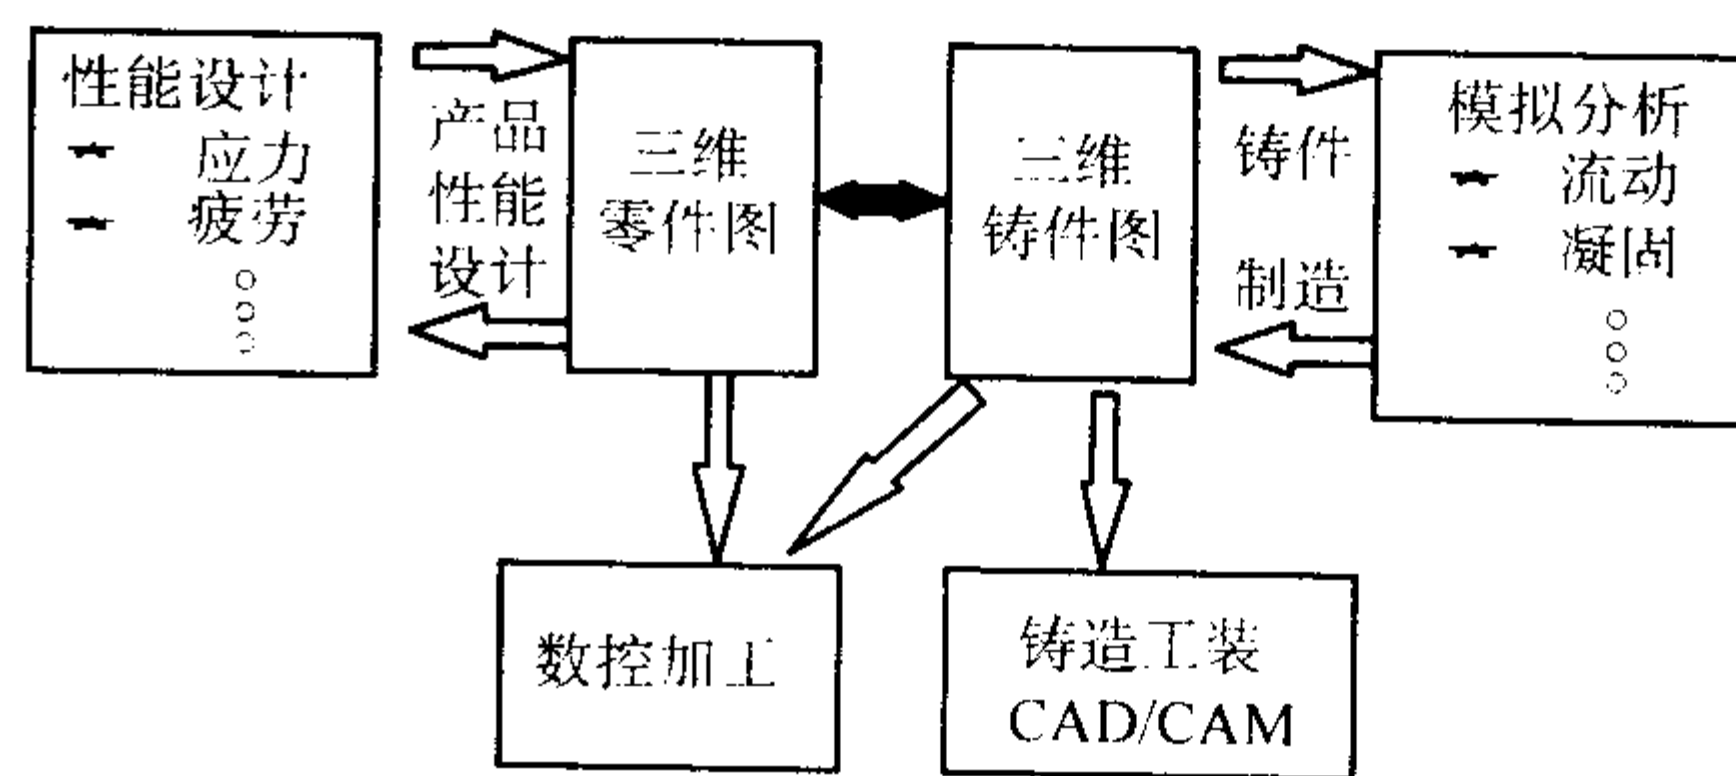 性能设计
应力
疲劳
产品
性能
设计
三维
零件图
三维
铸件图
铸件
制造
模拟分析
流动
凝固
数控加工
铸造工装
CAD/CAM